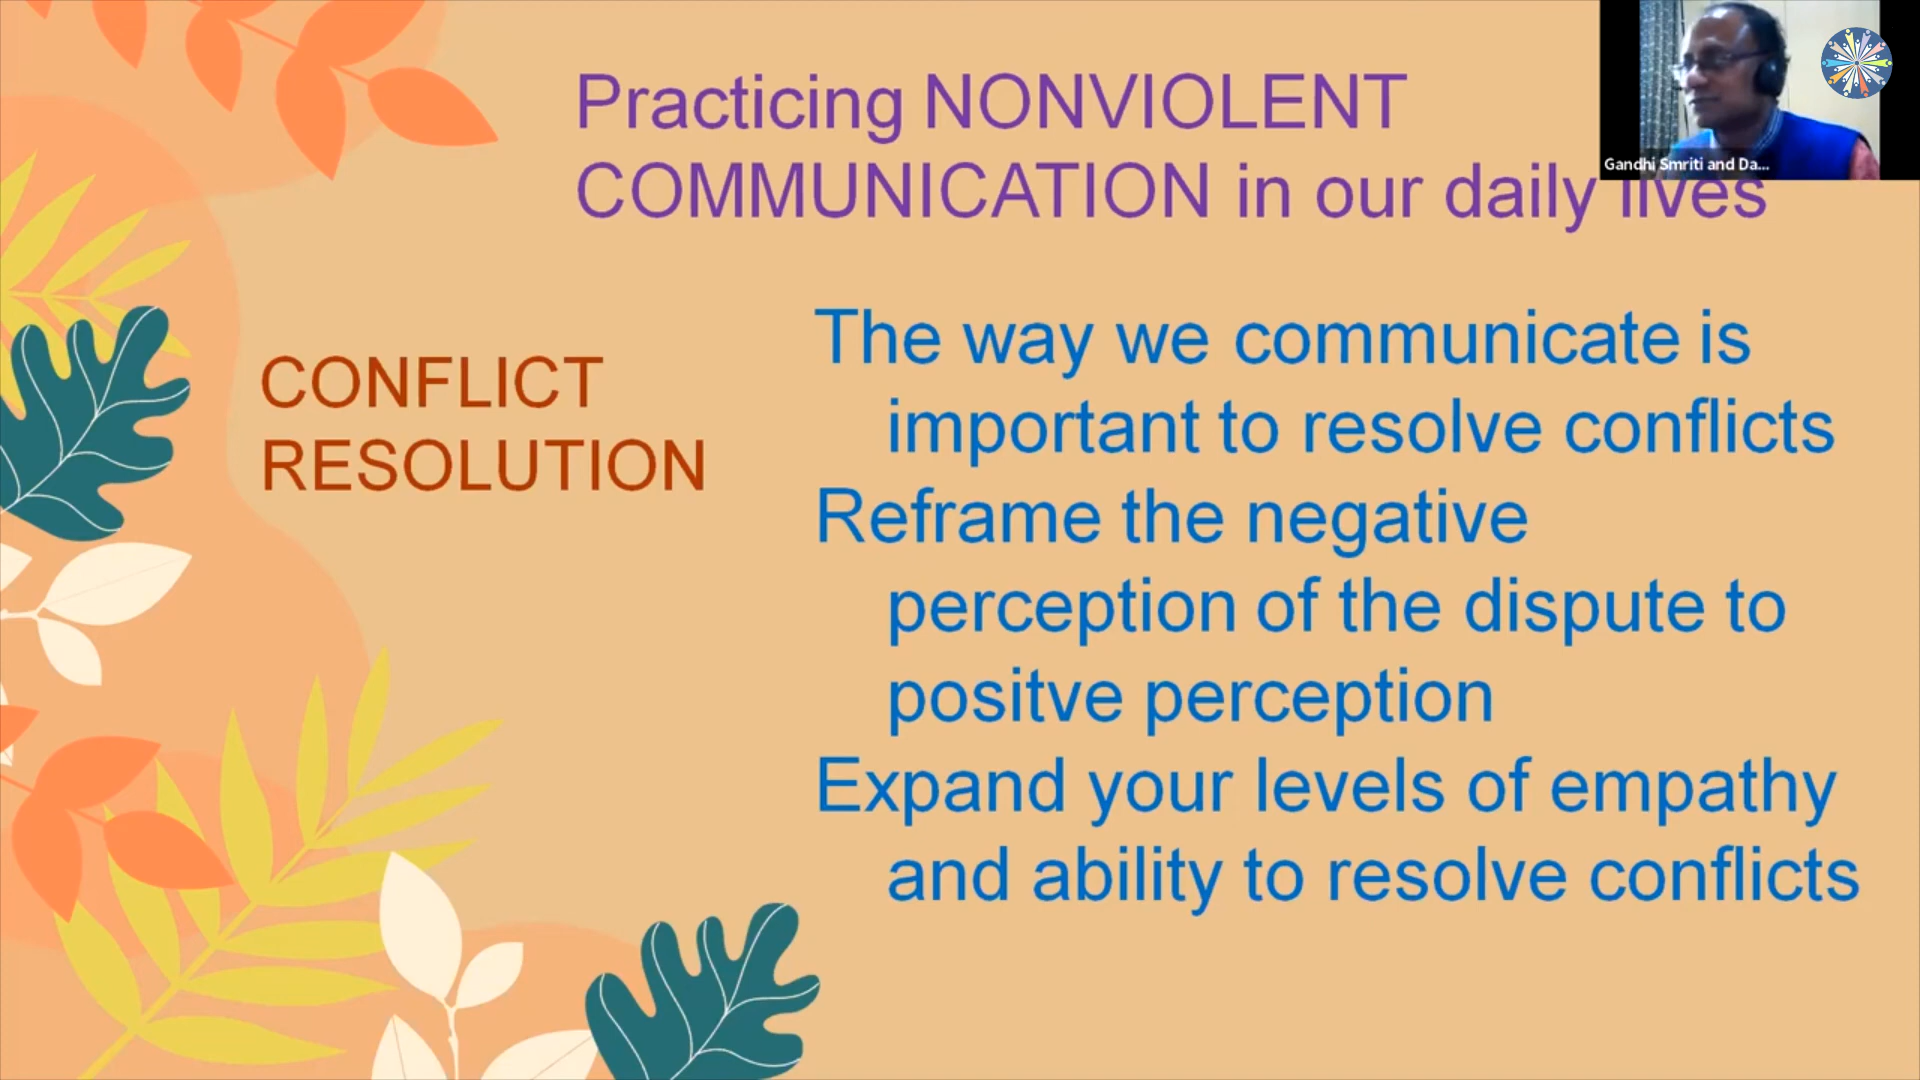 Practicing NONVIOLENT
COMMUNICATION in our daily lives
Gandhi Smriti and Da...
CONFLICT
RESOLUTION
The way we communicate is
important to resolve conflicts
Reframe the negative
perception of the dispute to
positve perception
Expand your levels of empathy
and ability to resolve conflicts